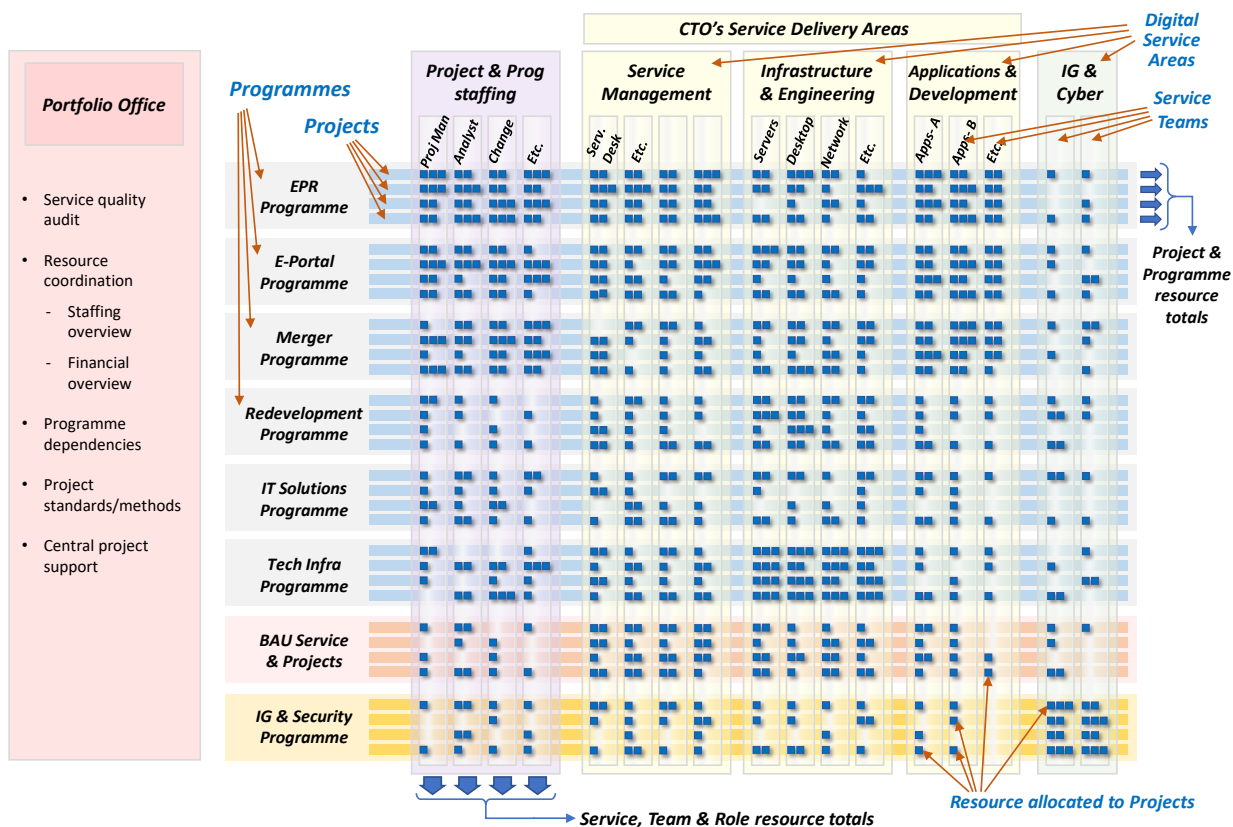 CTO's Service Delivery Areas
Digital
Service
Areas
Portfolio Office
Programmes
Projects
Project & Prog
staffing
Service
Management
Infrastructure
& Engineering
Applications &
Development
IG &
Cyber
Service
Teams
Proj Man
Analyst
Change
Etc.
Serv.
Desk
Etc.
Servers
Desktop
Network
Etc.
Apps- A
Apps- B
Etc.
• Service quality
audit
• Resource
coordination
- Staffing
overview
- Financial
overview
• Programme
dependencies
• Project
standards/methods
• Central project
support
EPR
Programme
E-Portal
Programme
Merger
Programme
Redevelopment
Programme
IT Solutions
Programme
Tech Infra
Programme
BAU Service
& Projects
IG & Security
Programme
Project &
Programme
resource
totals
Resource allocated to Projects
Service, Team & Role resource totals